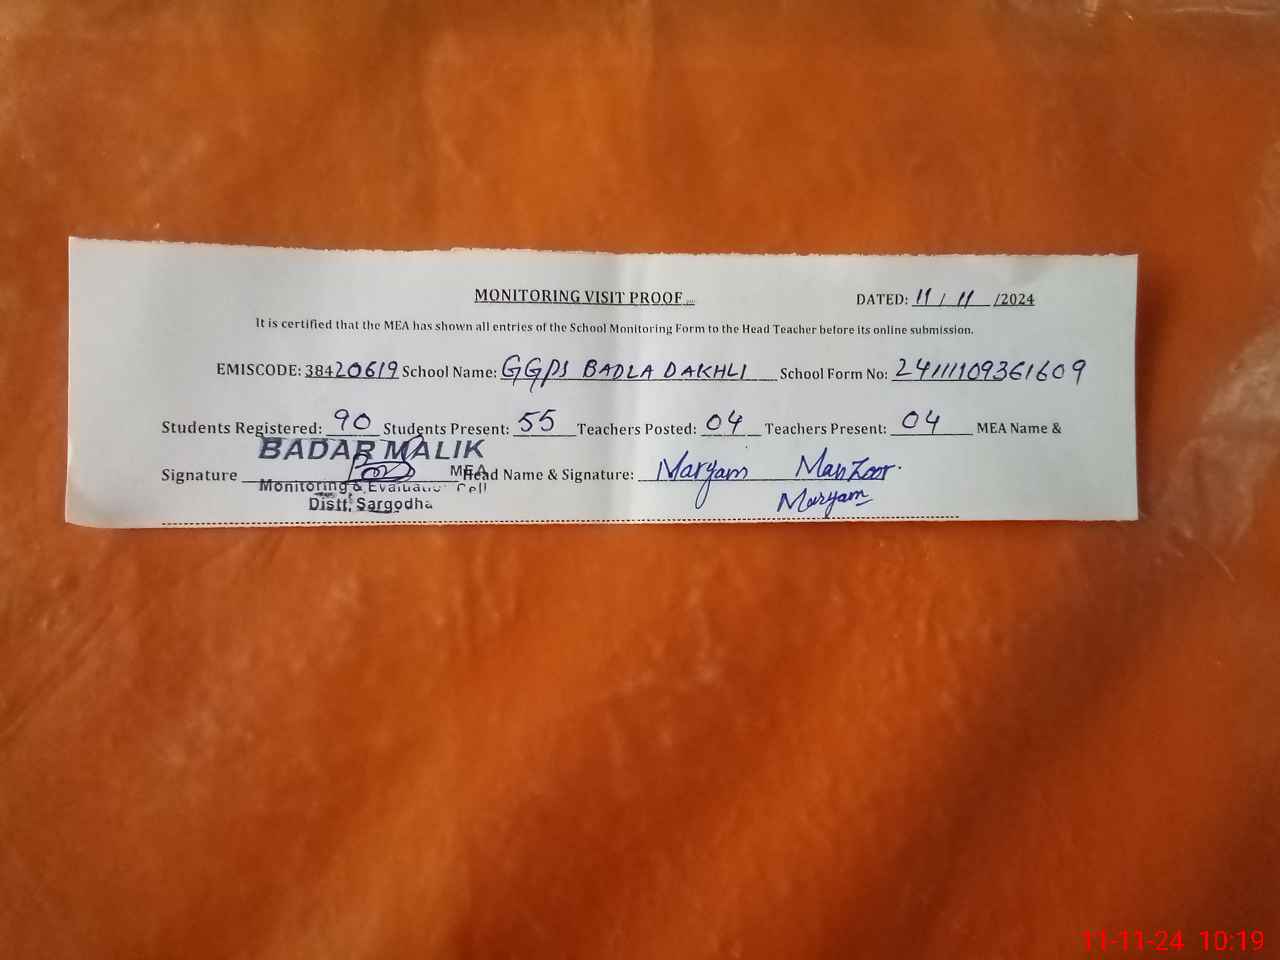 MONITORING VISIT PROOF
DATED: 11 / 11 /2024
It is certified that the MEA has shown all entries of the School Monitoring Form to the Head Teacher before its online submission.
EMISCODE: 38420619 School Name: GGPS BADLA DAKHLI School Form No: 24111109361609
Students Registered: 90 Students Present: 55 Teachers Posted: 04 Teachers Present: 04 MEA Name &
BADAR MALIK
Signature MEA Head Name & Signature: Maryam Manzoor.
Monitoring & Evaluation Cell Maryam
Distt; Sargodha
11-11-24 10:19